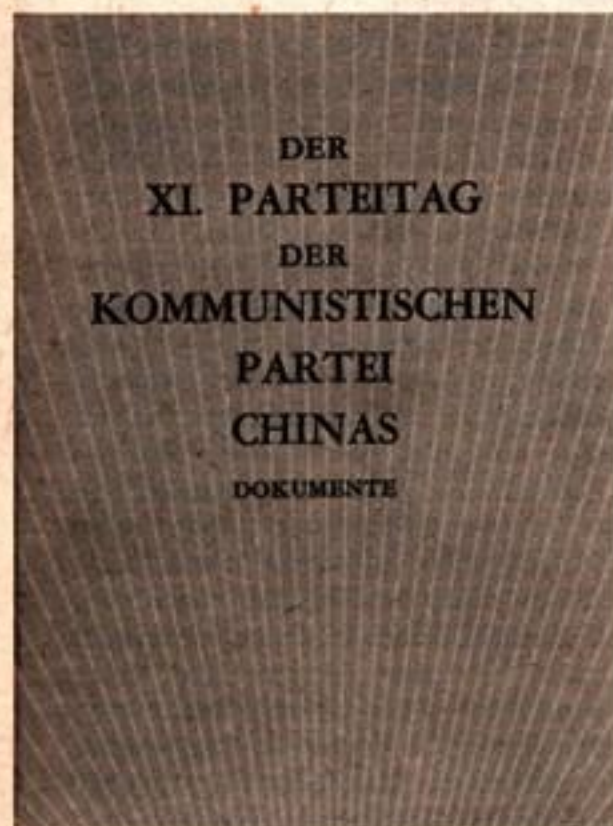 DER
XI. PARTEITAG
DER
KOMMUNISTISCHEN
PARTEI
CHINAS
DOKUMENTE